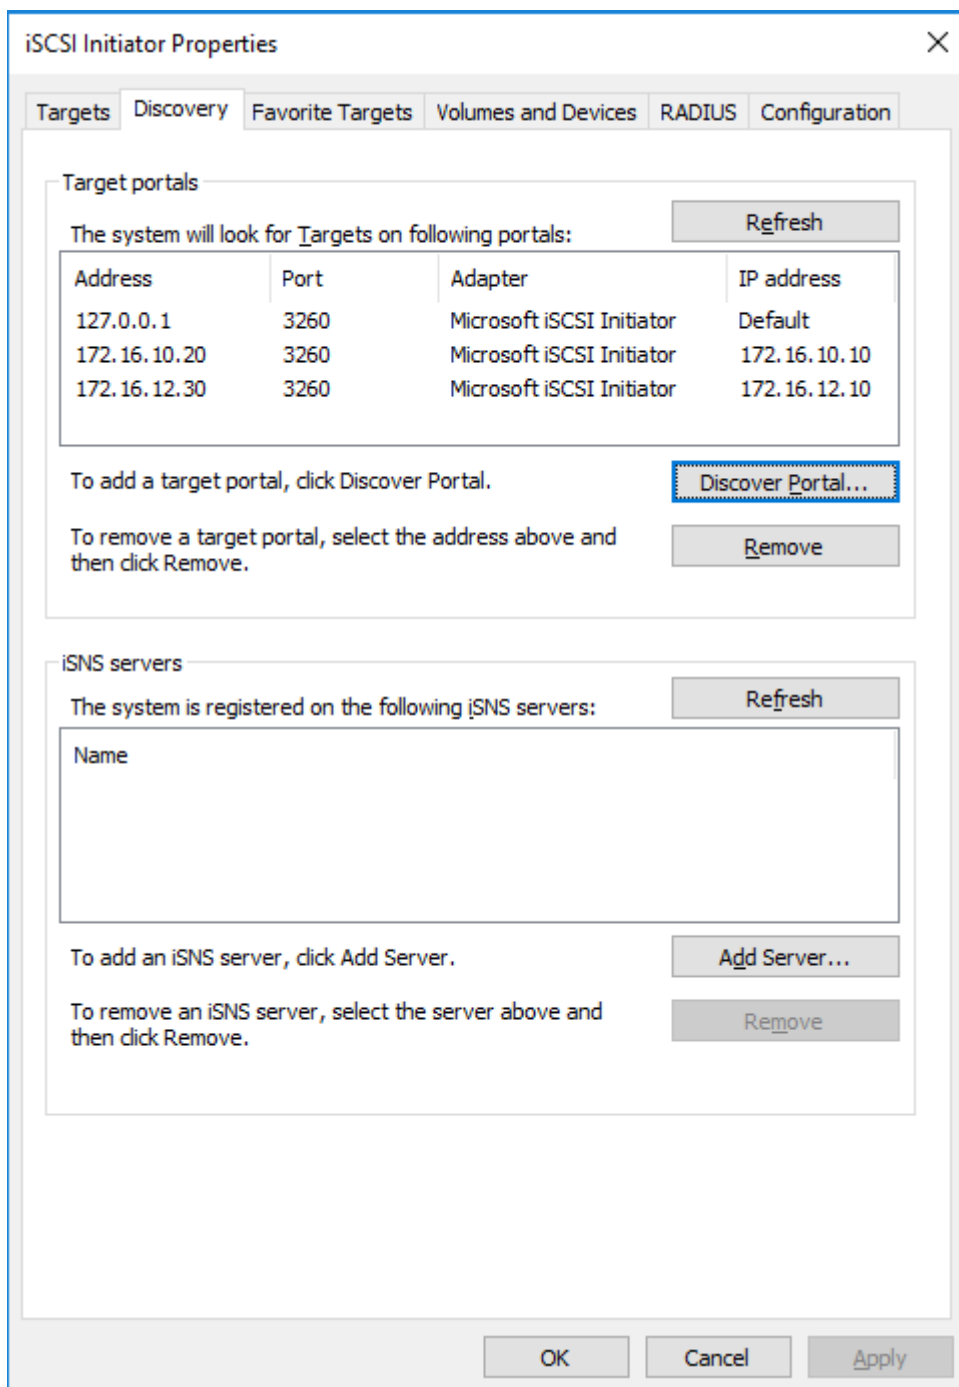 iSCSI Initiator Properties
Targets Discovery Favorite Targets Volumes and Devices RADIUS Configuration
Target portals
The system will look for Targets on following portals:
Refresh
Address Port Adapter IP address
127.0.0.1 3260 Microsoft iSCSI Initiator Default
172.16.10.20 3260 Microsoft iSCSI Initiator 172.16.10.10
172.16.12.30 3260 Microsoft iSCSI Initiator 172.16.12.10
To add a target portal, click Discover Portal.
Discover Portal...
To remove a target portal, select the address above and
then click Remove.
Remove
iSNS servers
The system is registered on the following iSNS servers:
Refresh
Name
To add an iSNS server, click Add Server.
Add Server...
To remove an iSNS server, select the server above and
then click Remove.
Remove
OK Cancel Apply